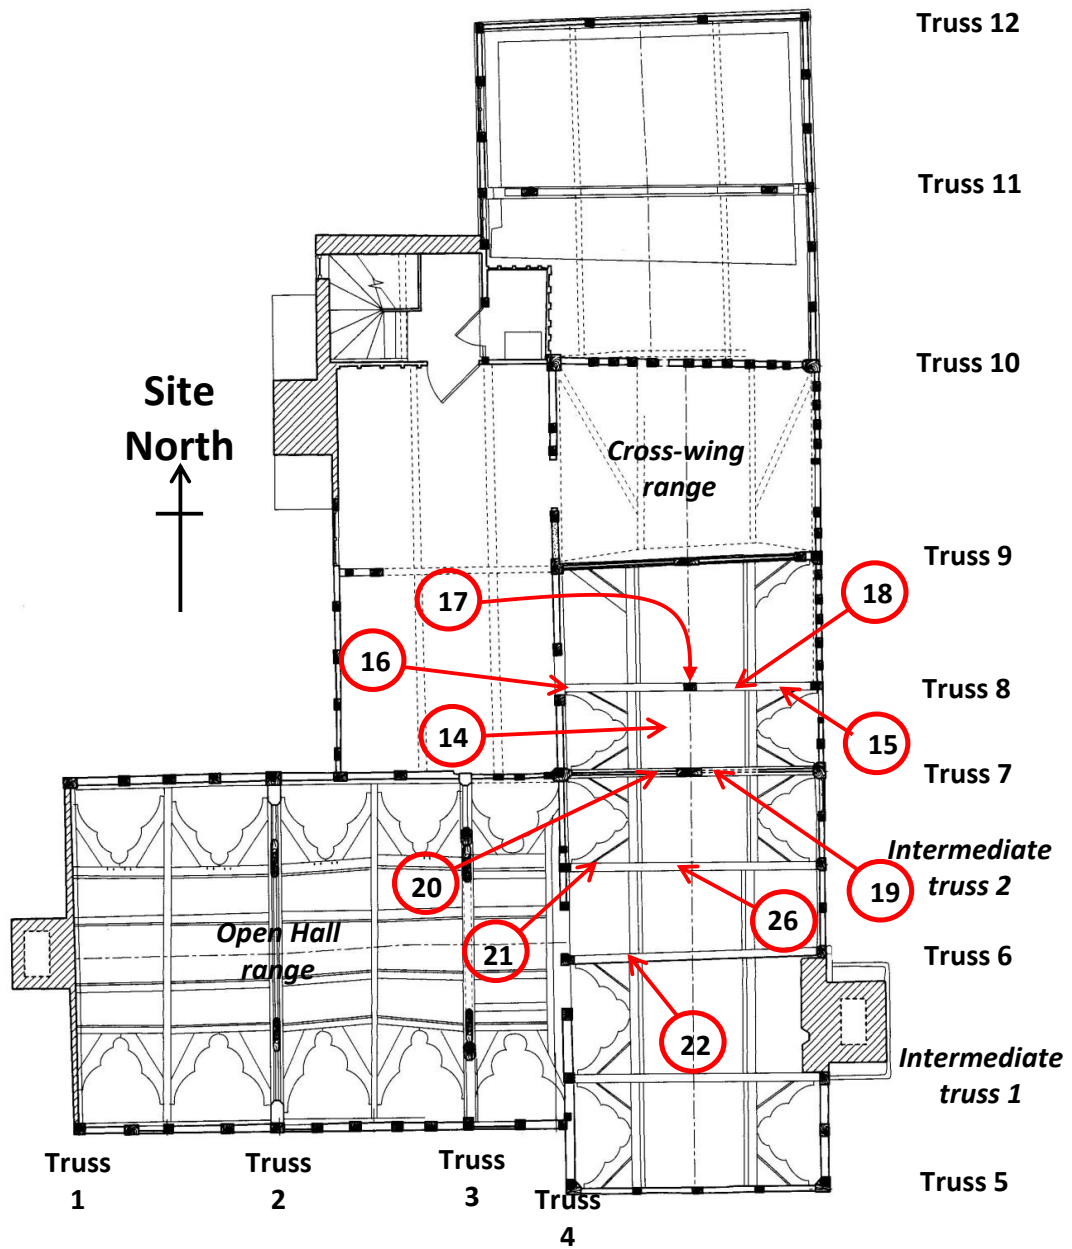 Truss 12
Truss 11
Truss 10
Site
North
Cross-wing
range
Truss 9
17
18
16
Truss 8
14
15
Truss 7
Intermediate
truss 2
20
19
26
Open Hall
range
21
Truss 6
22
Intermediate
truss 1
Truss
1
Truss
2
Truss
3
Truss
4
Truss 5